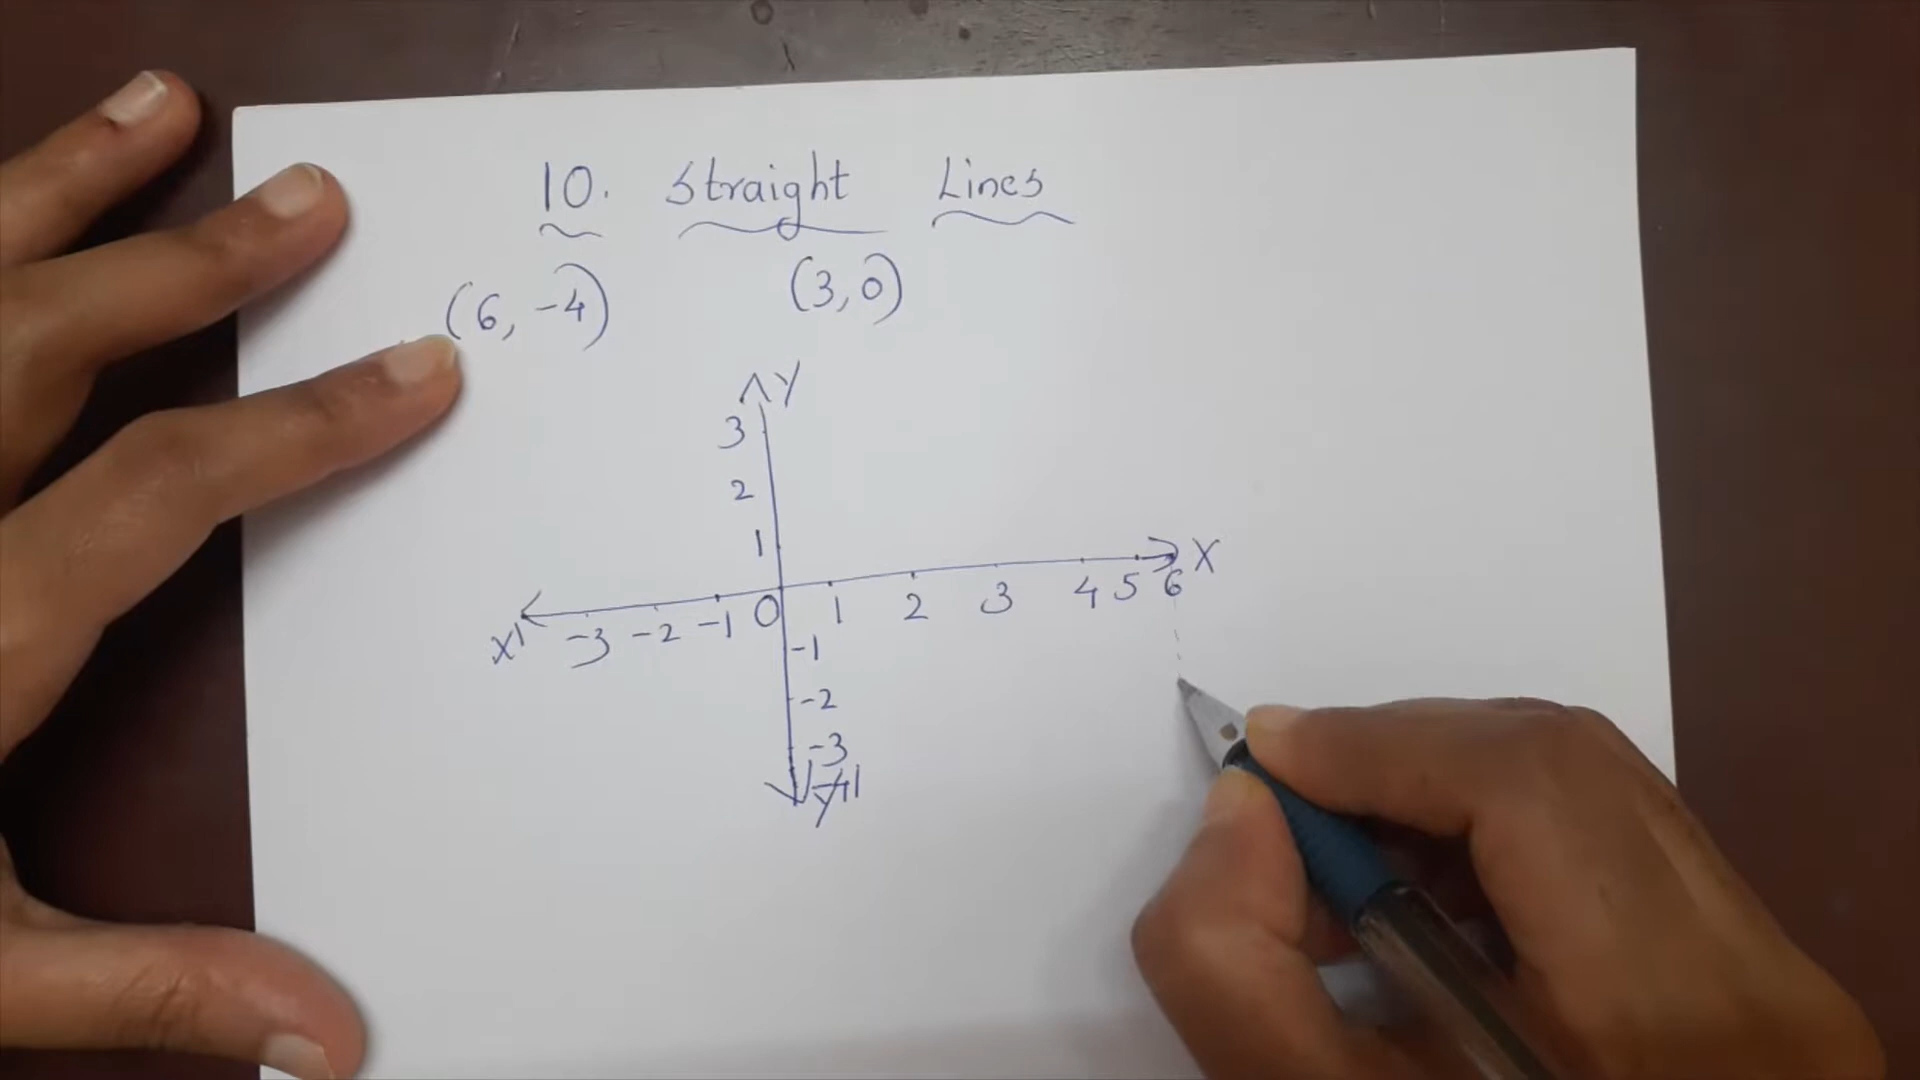 10. Straight Lines
(6, -4) (3, 0)
Y
3
2
1
X
X' -3 -2 -1 0 1 2 3 4 5 6
-1
-2
-3
Y'